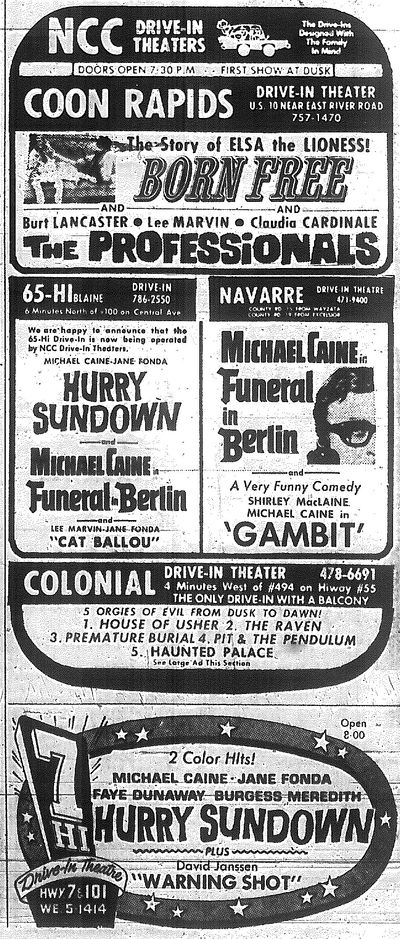 NCC DRIVE-IN THEATERS
The Drive-Ins
Designed With
The Family
In Mind
DOORS OPEN 7:30 P.M. -- FIRST SHOW AT DUSK
COON RAPIDS
DRIVE-IN THEATER
U.S. 10 NEAR EAST RIVER ROAD
757-1470
The Story of ELSA the LIONESS!
BORN FREE
AND AND
Burt LANCASTER • Lee MARVIN • Claudia CARDINALE
THE PROFESSIONALS
65-HI BLAINE
DRIVE-IN
786-2550
6 Minutes North of #100 on Central Ave
We are happy to announce that the
65-Hi Drive-In is now being operated
by NCC Drive-In Theaters.
MICHAEL CAINE-JANE FONDA
HURRY
SUNDOWN
and
MICHAEL CAINE in
Funeral in Berlin
and
LEE MARVIN-JANE FONDA
"CAT BALLOU"
NAVARRE
DRIVE IN THEATRE
471-9400
COUNTY RD. 15 FROM WAYZATA
COUNTY RD. 19 FROM EXCELSIOR
MICHAEL CAINE in
Funeral
in
Berlin
and
A Very Funny Comedy
SHIRLEY MacLAINE
MICHAEL CAINE in
'GAMBIT'
COLONIAL
DRIVE-IN THEATER 478-6691
4 Minutes West of #494 on Hiway #55
THE ONLY DRIVE-IN WITH A BALCONY
5 ORGIES OF EVIL FROM DUSK TO DAWN!
1. HOUSE OF USHER 2. THE RAVEN
3. PREMATURE BURIAL 4. PIT & THE PENDULUM
5. HAUNTED PALACE
See Large Ad This Section
Open
8:00
7
HI
Drive-In Theatre
HWY 7 & 101
WE 5-1414
2 Color Hits!
MICHAEL CAINE - JANE FONDA
FAYE DUNAWAY BURGESS MEREDITH
HURRY SUNDOWN
PLUS
David Janssen
"WARNING SHOT"